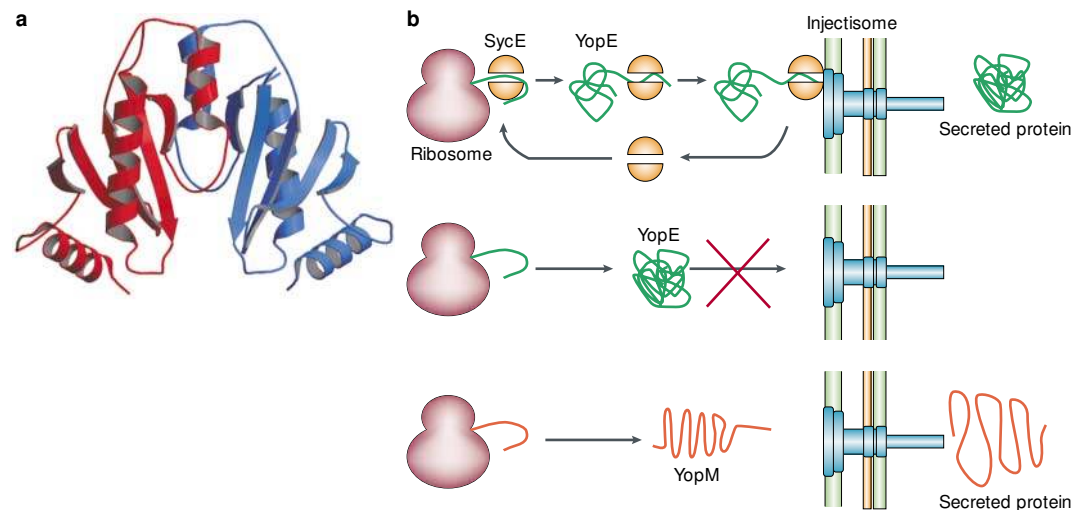 a
b
SycE
YopE
Injectisome
Ribosome
Secreted protein
YopE
YopM
Secreted protein